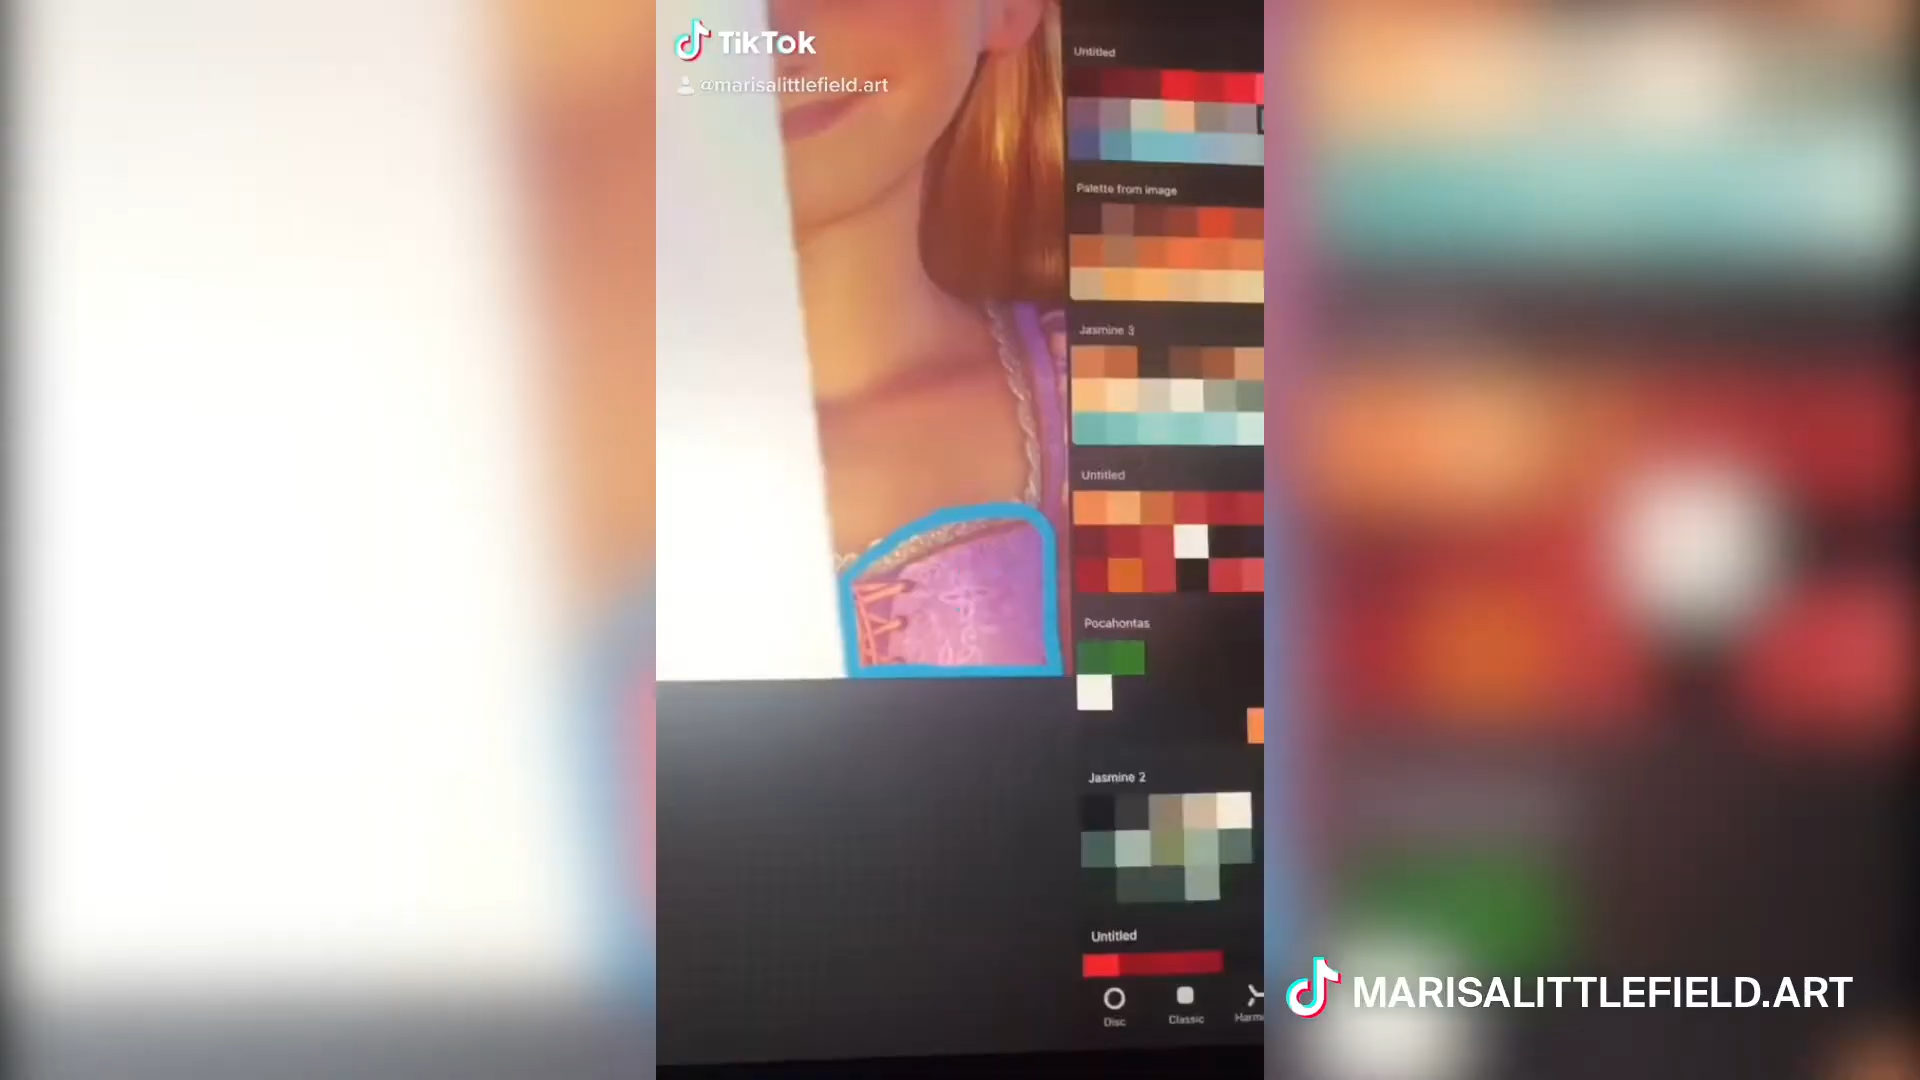 TikTok
@marisalittlefield.art
Untitled
Palette from image
Jasmine 3
Untitled
Pocahontas
Jasmine 2
Untitled
Disc
Classic
MARISALITTLEFIELD.ART